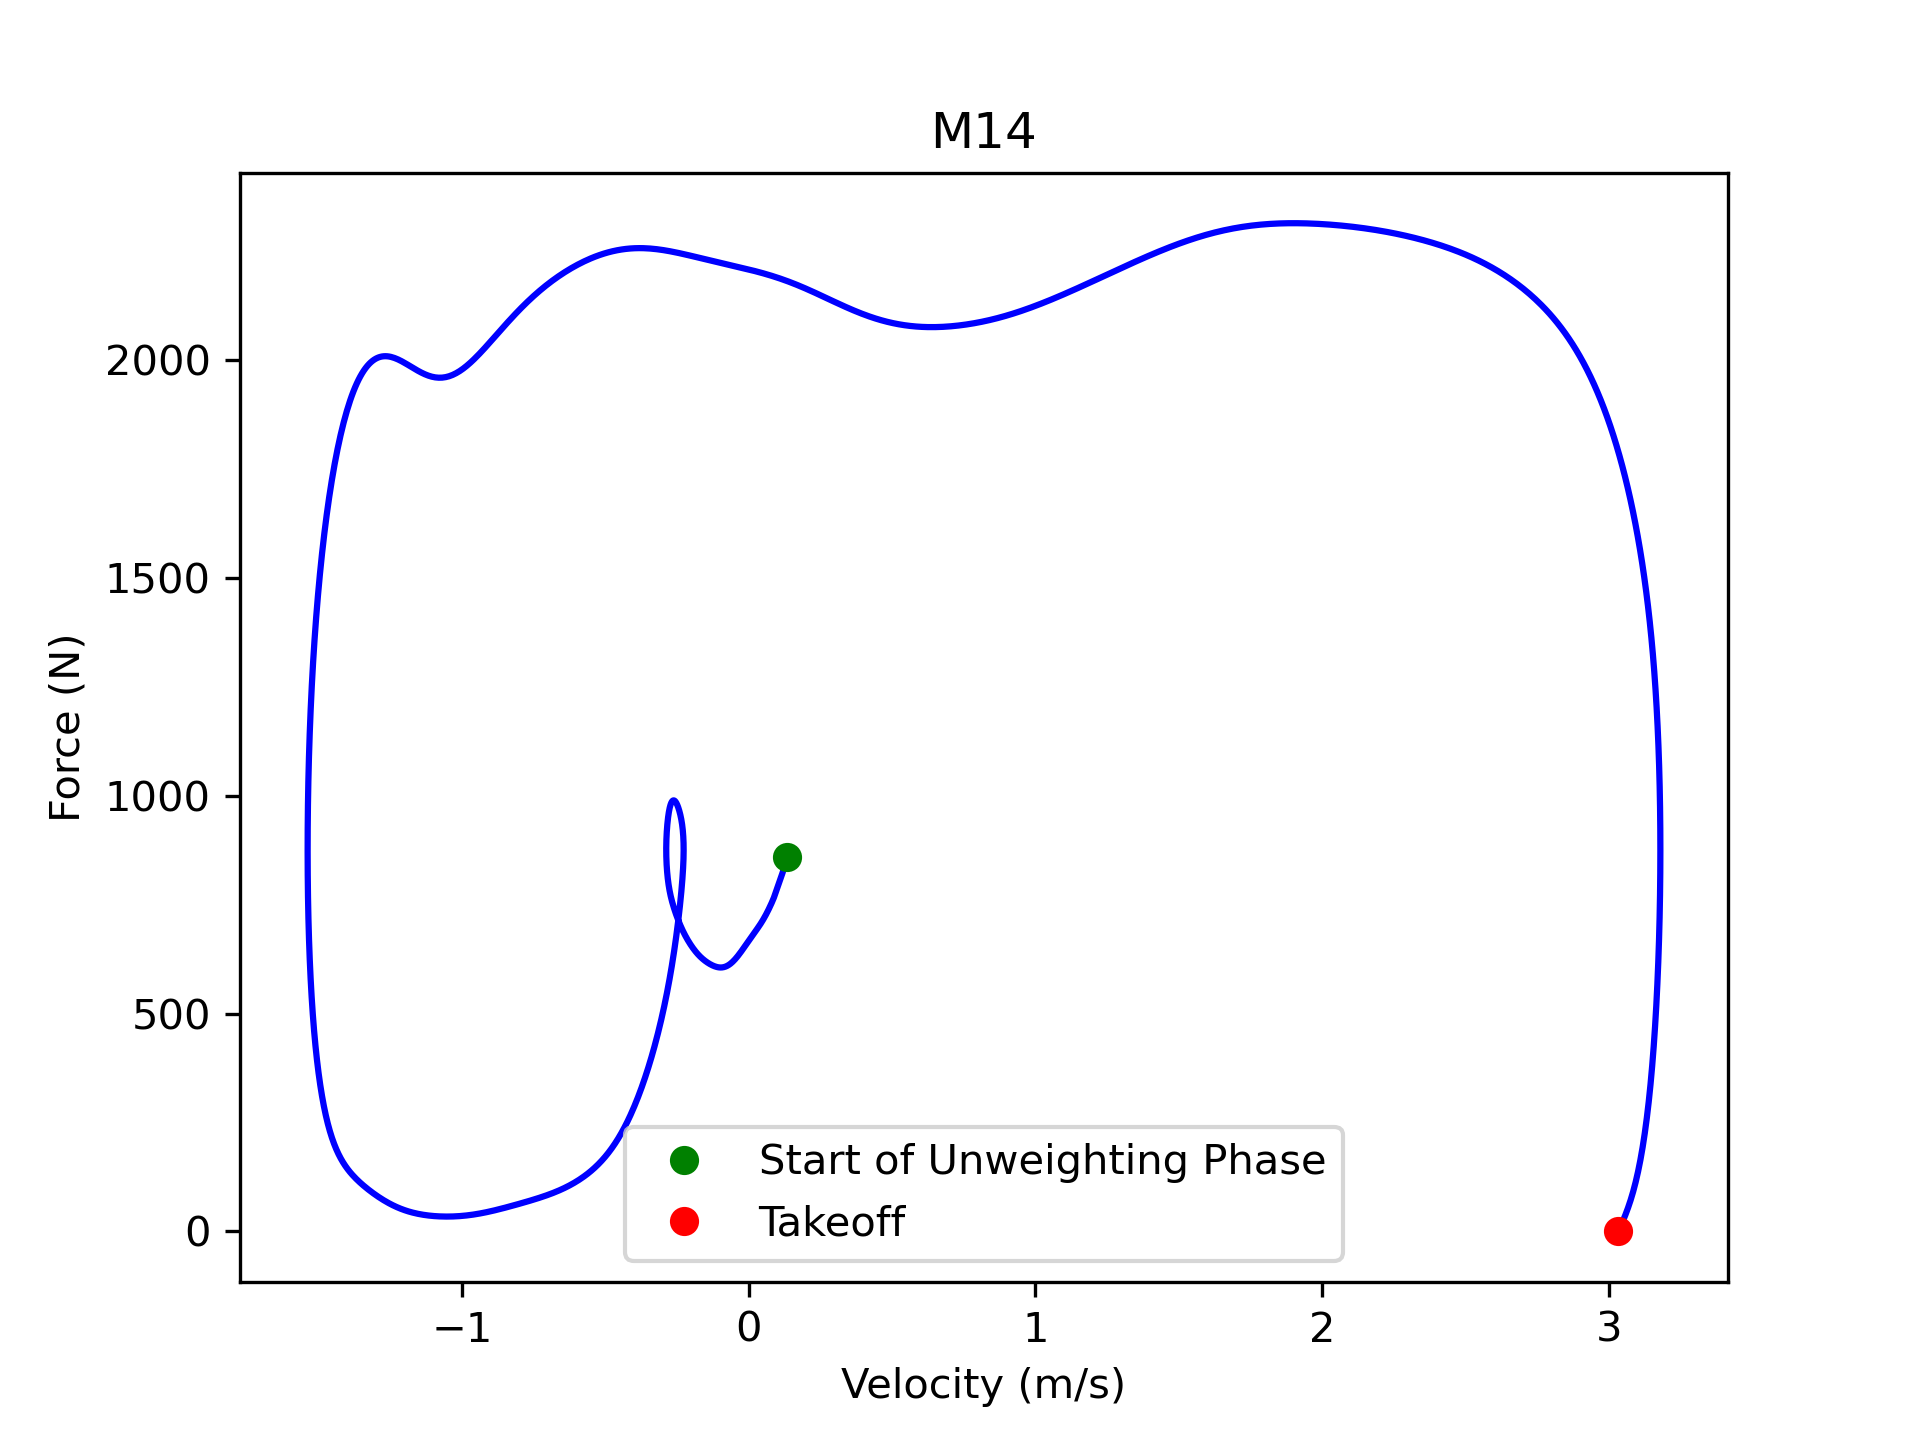 M14
Force (N)
2000
1500
1000
500
0
−1 0 1 2 3
Velocity (m/s)
Start of Unweighting Phase
Takeoff